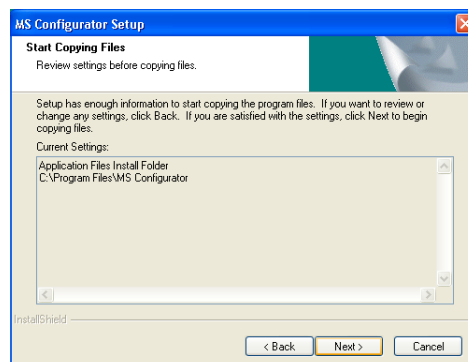 MS Configurator Setup
Start Copying Files
Review settings before copying files.
Setup has enough information to start copying the program files. If you want to review or
change any settings, click Back. If you are satisfied with the settings, click Next to begin
copying files.
Current Settings:
Application Files Install Folder
C:\Program Files\MS Configurator
InstallShield
< Back
Next >
Cancel